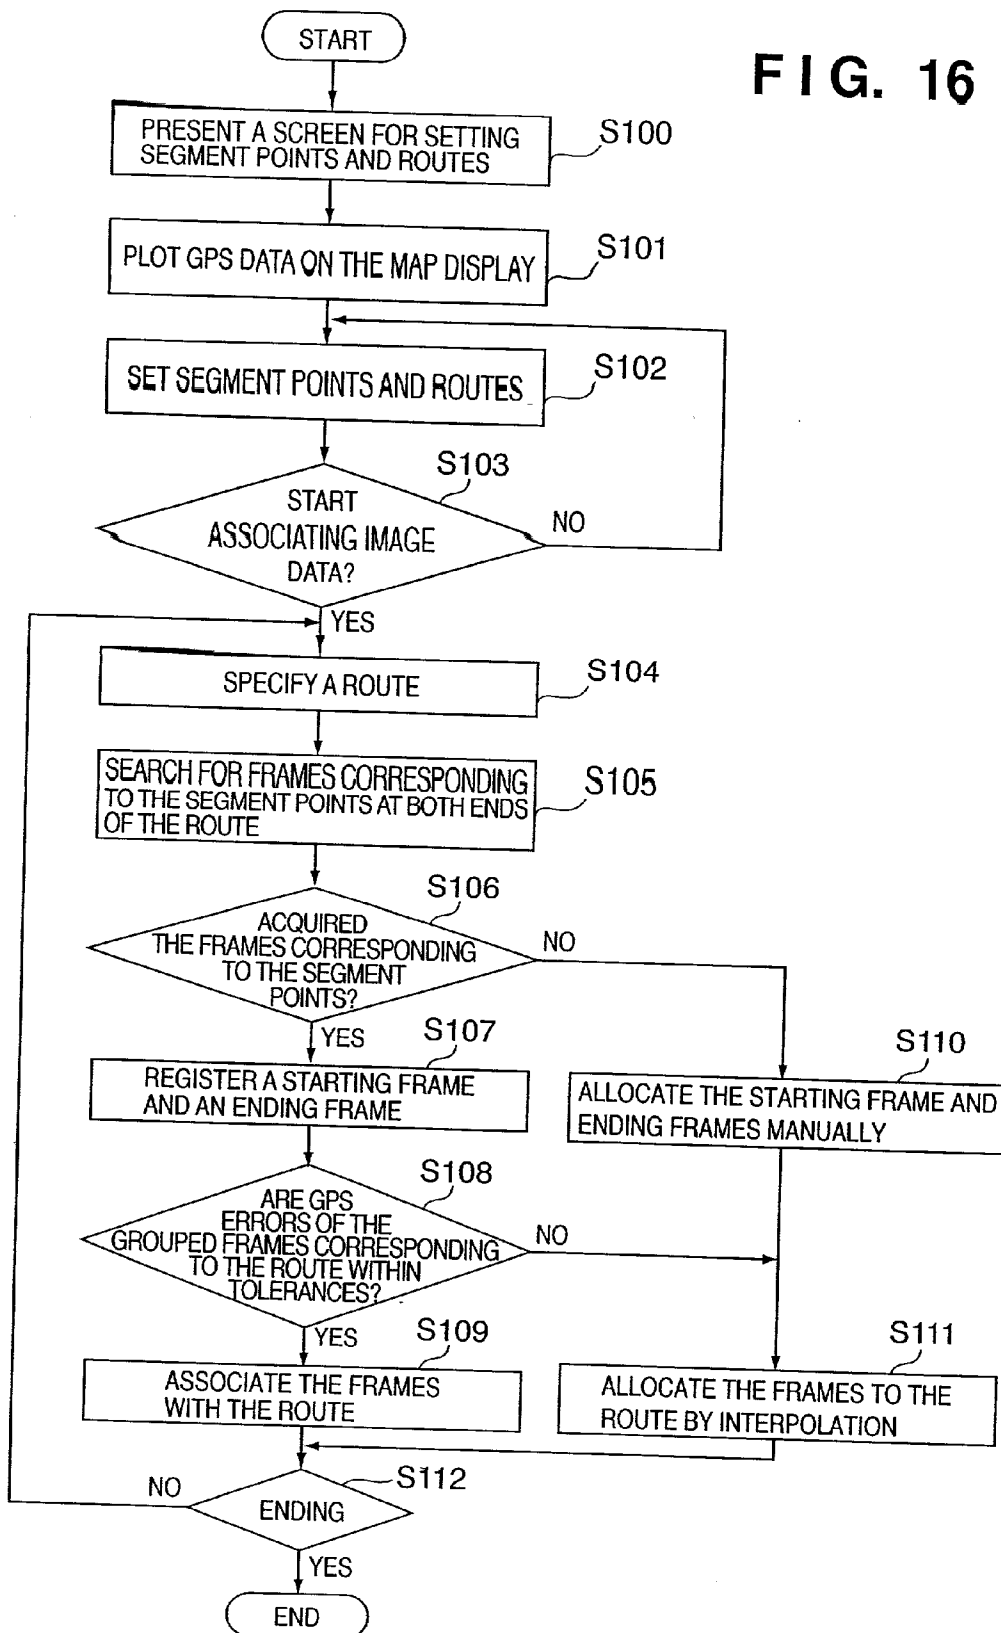 START
FIG. 16
PRESENT A SCREEN FOR SETTING
SEGMENT POINTS AND ROUTES
S100
PLOT GPS DATA ON THE MAP DISPLAY
S101
SET SEGMENT POINTS AND ROUTES
S102
S103
START
ASSOCIATING IMAGE
DATA?
NO
YES
SPECIFY A ROUTE
S104
SEARCH FOR FRAMES CORRESPONDING
TO THE SEGMENT POINTS AT BOTH ENDS
OF THE ROUTE
S105
S106
ACQUIRED
THE FRAMES CORRESPONDING
TO THE SEGMENT
POINTS?
NO
YES
S107
REGISTER A STARTING FRAME
AND AN ENDING FRAME
S110
ALLOCATE THE STARTING FRAME AND
ENDING FRAMES MANUALLY
S108
ARE GPS
ERRORS OF THE
GROUPED FRAMES CORRESPONDING
TO THE ROUTE WITHIN
TOLERANCES?
NO
YES
S109
ASSOCIATE THE FRAMES
WITH THE ROUTE
S111
ALLOCATE THE FRAMES TO THE
ROUTE BY INTERPOLATION
S112
ENDING
NO
YES
END